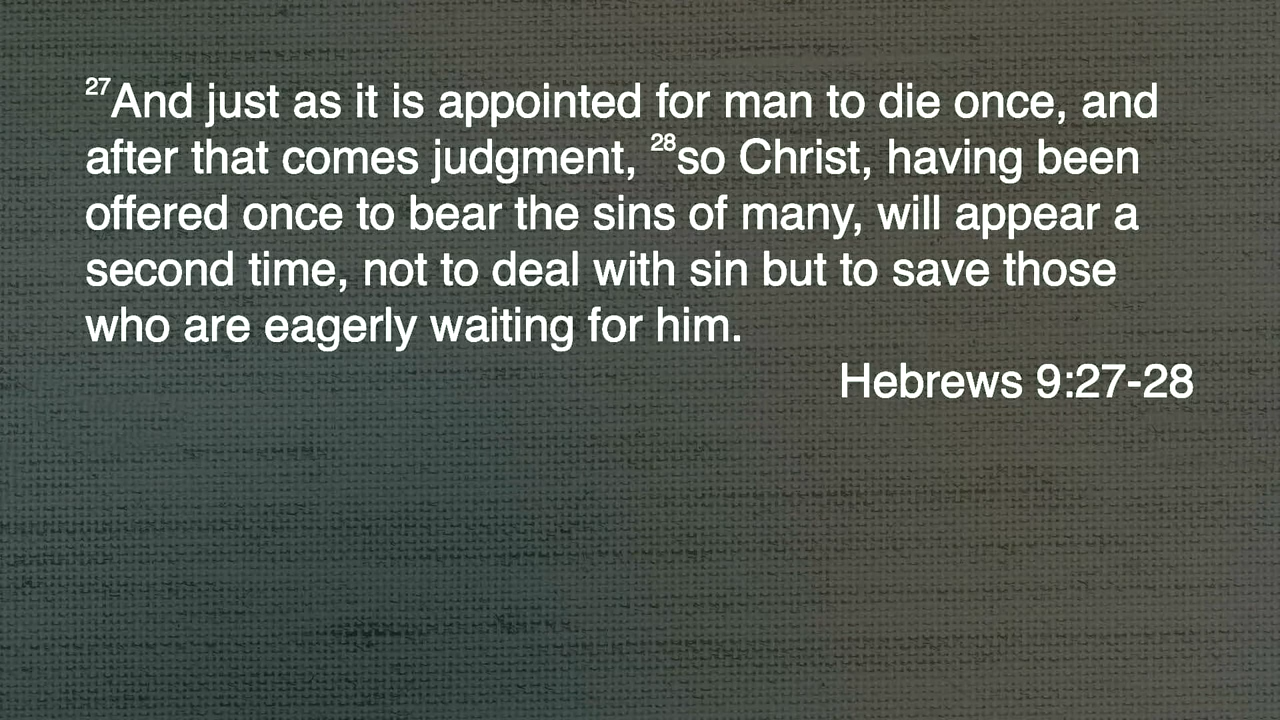 27And just as it is appointed for man to die once, and
after that comes judgment, 28so Christ, having been
offered once to bear the sins of many, will appear a
second time, not to deal with sin but to save those
who are eagerly waiting for him.
Hebrews 9:27-28